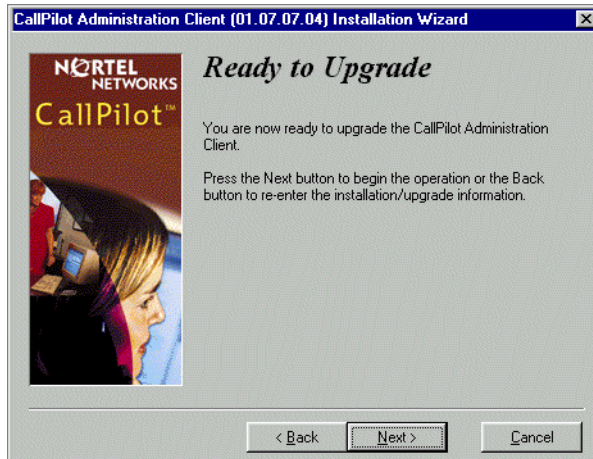 CallPilot Administration Client (01.07.07.04) Installation Wizard
NORTEL
NETWORKS
CallPilot™
Ready to Upgrade
You are now ready to upgrade the CallPilot Administration
Client.
Press the Next button to begin the operation or the Back
button to re-enter the installation/upgrade information.
< Back
Next >
Cancel